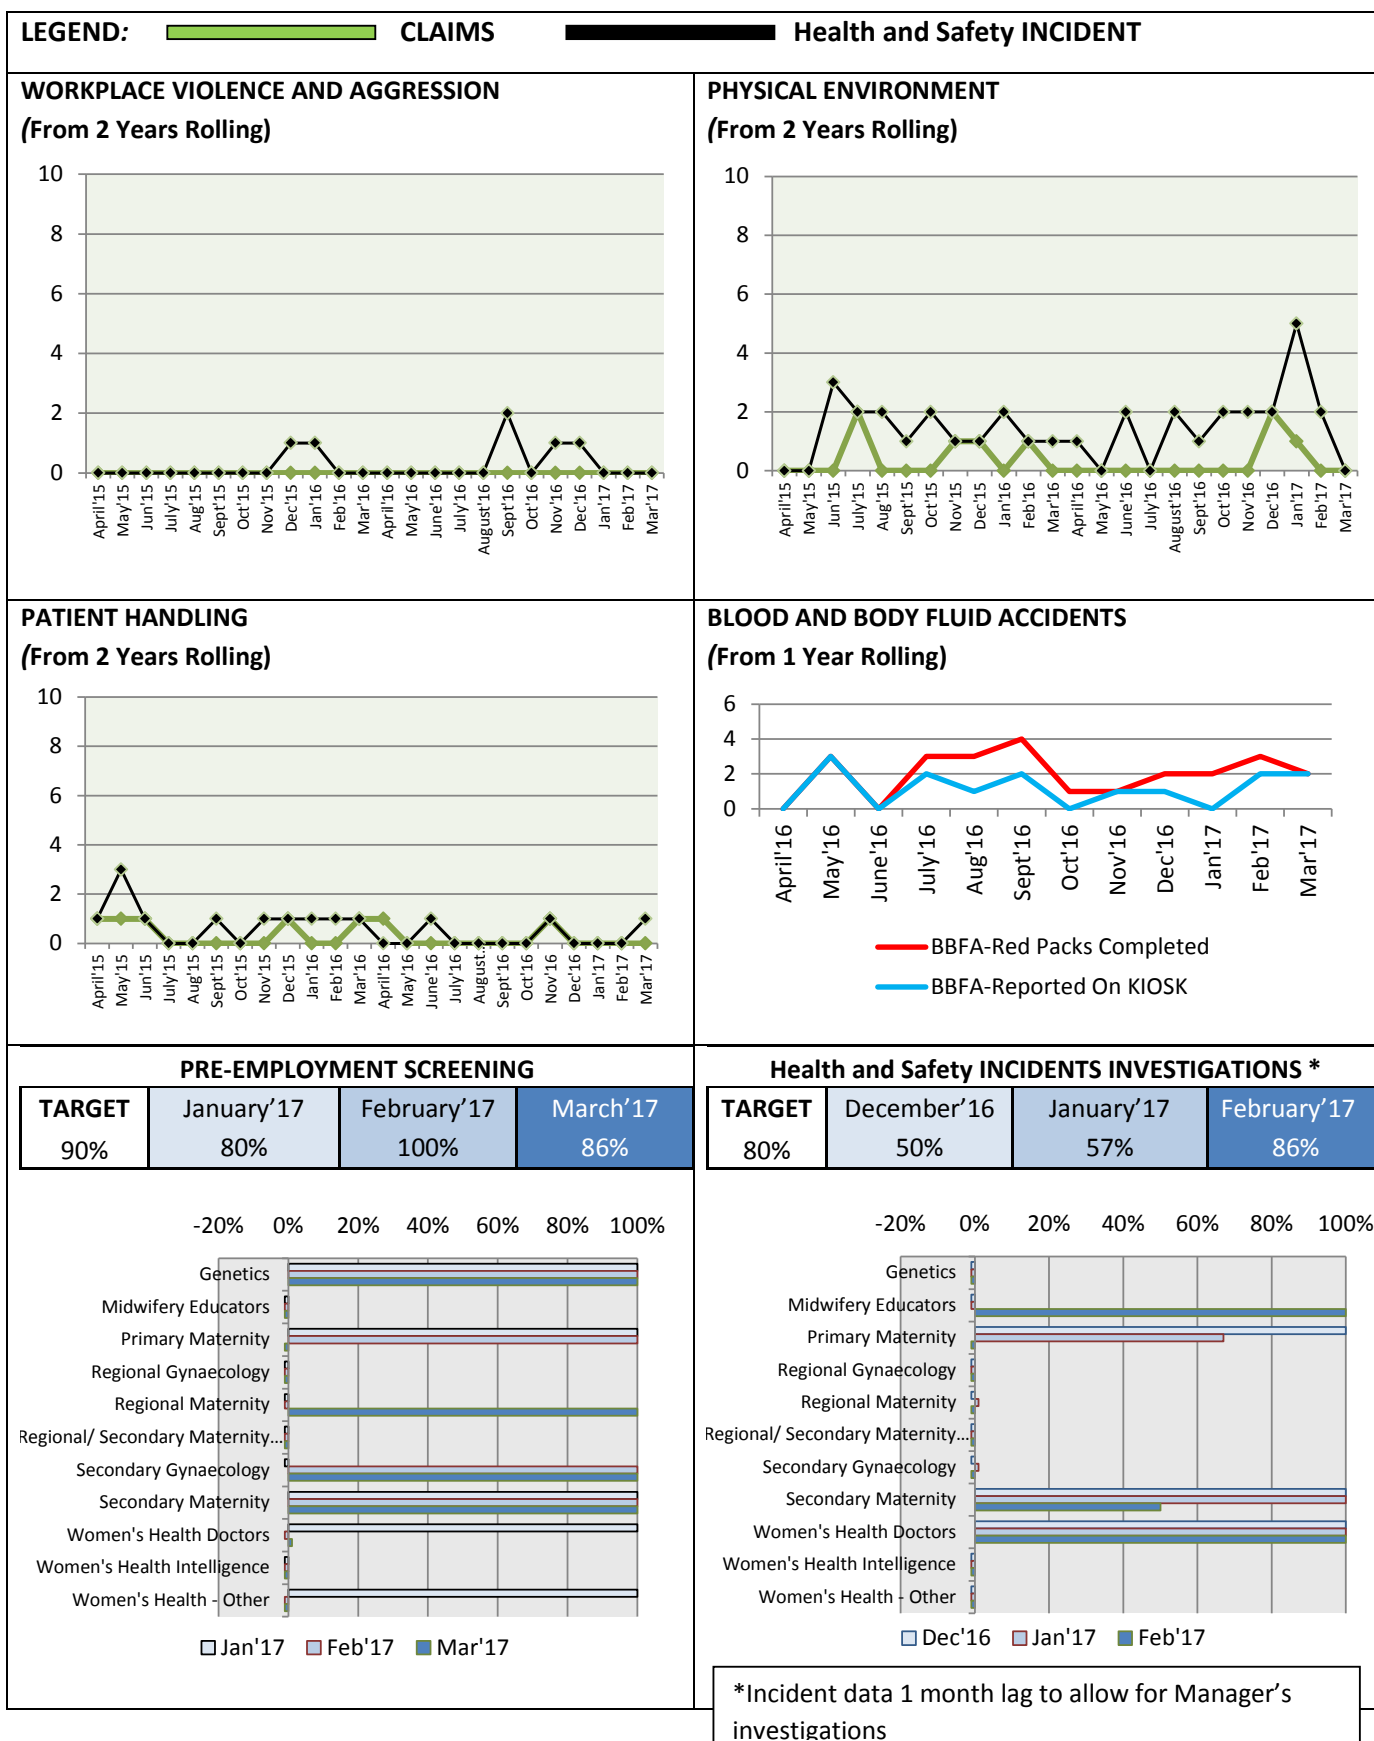 LEGEND: CLAIMS Health and Safety INCIDENT
WORKPLACE VIOLENCE AND AGGRESSION
(From 2 Years Rolling)
10
8
6
4
2
0
April'15
May'15
Jun'15
July'15
Aug'15
Sept'15
Oct'15
Nov'15
Dec'15
Jan'16
Feb'16
Mar'16
April'16
May'16
June'16
July'16
August'16
Sept'16
Oct'16
Nov'16
Dec'16
Jan'17
Feb'17
Mar'17
PHYSICAL ENVIRONMENT
(From 2 Years Rolling)
10
8
6
4
2
0
April'15
May'15
Jun'15
July'15
Aug'15
Sept'15
Oct'15
Nov'15
Dec'15
Jan'16
Feb'16
Mar'16
April'16
May'16
June'16
July'16
August'16
Sept'16
Oct'16
Nov'16
Dec'16
Jan'17
Feb'17
Mar'17
PATIENT HANDLING
(From 2 Years Rolling)
10
8
6
4
2
0
April'15
May'15
Jun'15
July'15
Aug'15
Sept'15
Oct'15
Nov'15
Dec'15
Jan'16
Feb'16
Mar'16
April'16
May'16
June'16
July'16
August..
Sept'16
Oct'16
Nov'16
Dec'16
Jan'17
Feb'17
Mar'17
BLOOD AND BODY FLUID ACCIDENTS
(From 1 Year Rolling)
6
4
2
0
April'16
May'16
June'16
July'16
Aug'16
Sept'16
Oct'16
Nov'16
Dec'16
Jan'17
Feb'17
Mar'17
BBFA-Red Packs Completed
BBFA-Reported On KIOSK
PRE-EMPLOYMENT SCREENING
TARGET January'17 February'17 March'17
90% 80% 100% 86%
-20% 0% 20% 40% 60% 80% 100%
Genetics
Midwifery Educators
Primary Maternity
Regional Gynaecology
Regional Maternity
Regional/ Secondary Maternity...
Secondary Gynaecology
Secondary Maternity
Women's Health Doctors
Women's Health Intelligence
Women's Health - Other
Jan'17 Feb'17 Mar'17
Health and Safety INCIDENTS INVESTIGATIONS *
TARGET December'16 January'17 February'17
80% 50% 57% 86%
-20% 0% 20% 40% 60% 80% 100%
Genetics
Midwifery Educators
Primary Maternity
Regional Gynaecology
Regional Maternity
Regional/ Secondary Maternity...
Secondary Gynaecology
Secondary Maternity
Women's Health Doctors
Women's Health Intelligence
Women's Health - Other
Dec'16 Jan'17 Feb'17
*Incident data 1 month lag to allow for Manager's
investigations